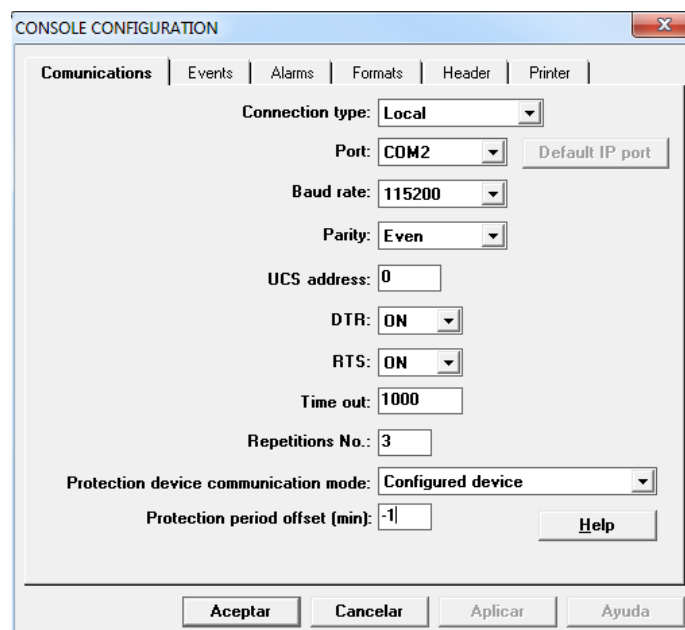 CONSOLE CONFIGURATION
x
Comunications Events Alarms Formats Header Printer
Connection type: Local
Port: COM2 Default IP port
Baud rate: 115200
Parity: Even
UCS address: 0
DTR: ON
RTS: ON
Time out: 1000
Repetitions No.: 3
Protection device communication mode: Configured device
Protection period offset (min): -1
Help
Aceptar Cancelar Aplicar Ayuda